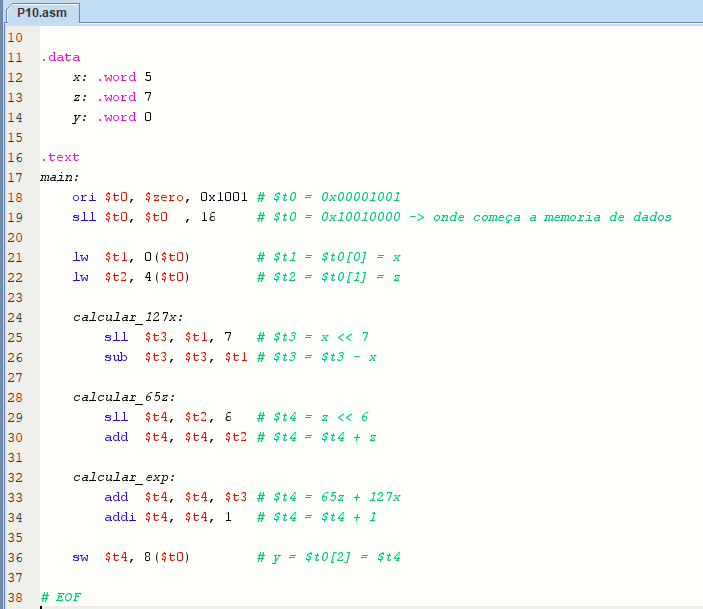 P10.asm
10
11 .data
12 x: .word 5
13 z: .word 7
14 y: .word 0
15
16 .text
17 main:
18 ori $t0, $zero, 0x1001 # $t0 = 0x00001001
19 sll $t0, $t0 , 16 # $t0 = 0x10010000 -> onde começa a memoria de dados
20
21 lw $t1, 0($t0) # $t1 = $t0[0] = x
22 lw $t2, 4($t0) # $t2 = $t0[1] = z
23
24 calcular_127x:
25 sll $t3, $t1, 7 # $t3 = x << 7
26 sub $t3, $t3, $t1 # $t3 = $t3 - x
27
28 calcular_65z:
29 sll $t4, $t2, 6 # $t4 = z << 6
30 add $t4, $t4, $t2 # $t4 = $t4 + z
31
32 calcular_exp:
33 add $t4, $t4, $t3 # $t4 = 65z + 127x
34 addi $t4, $t4, 1 # $t4 = $t4 + 1
35
36 sw $t4, 8($t0) # y = $t0[2] = $t4
37
38 # EOF